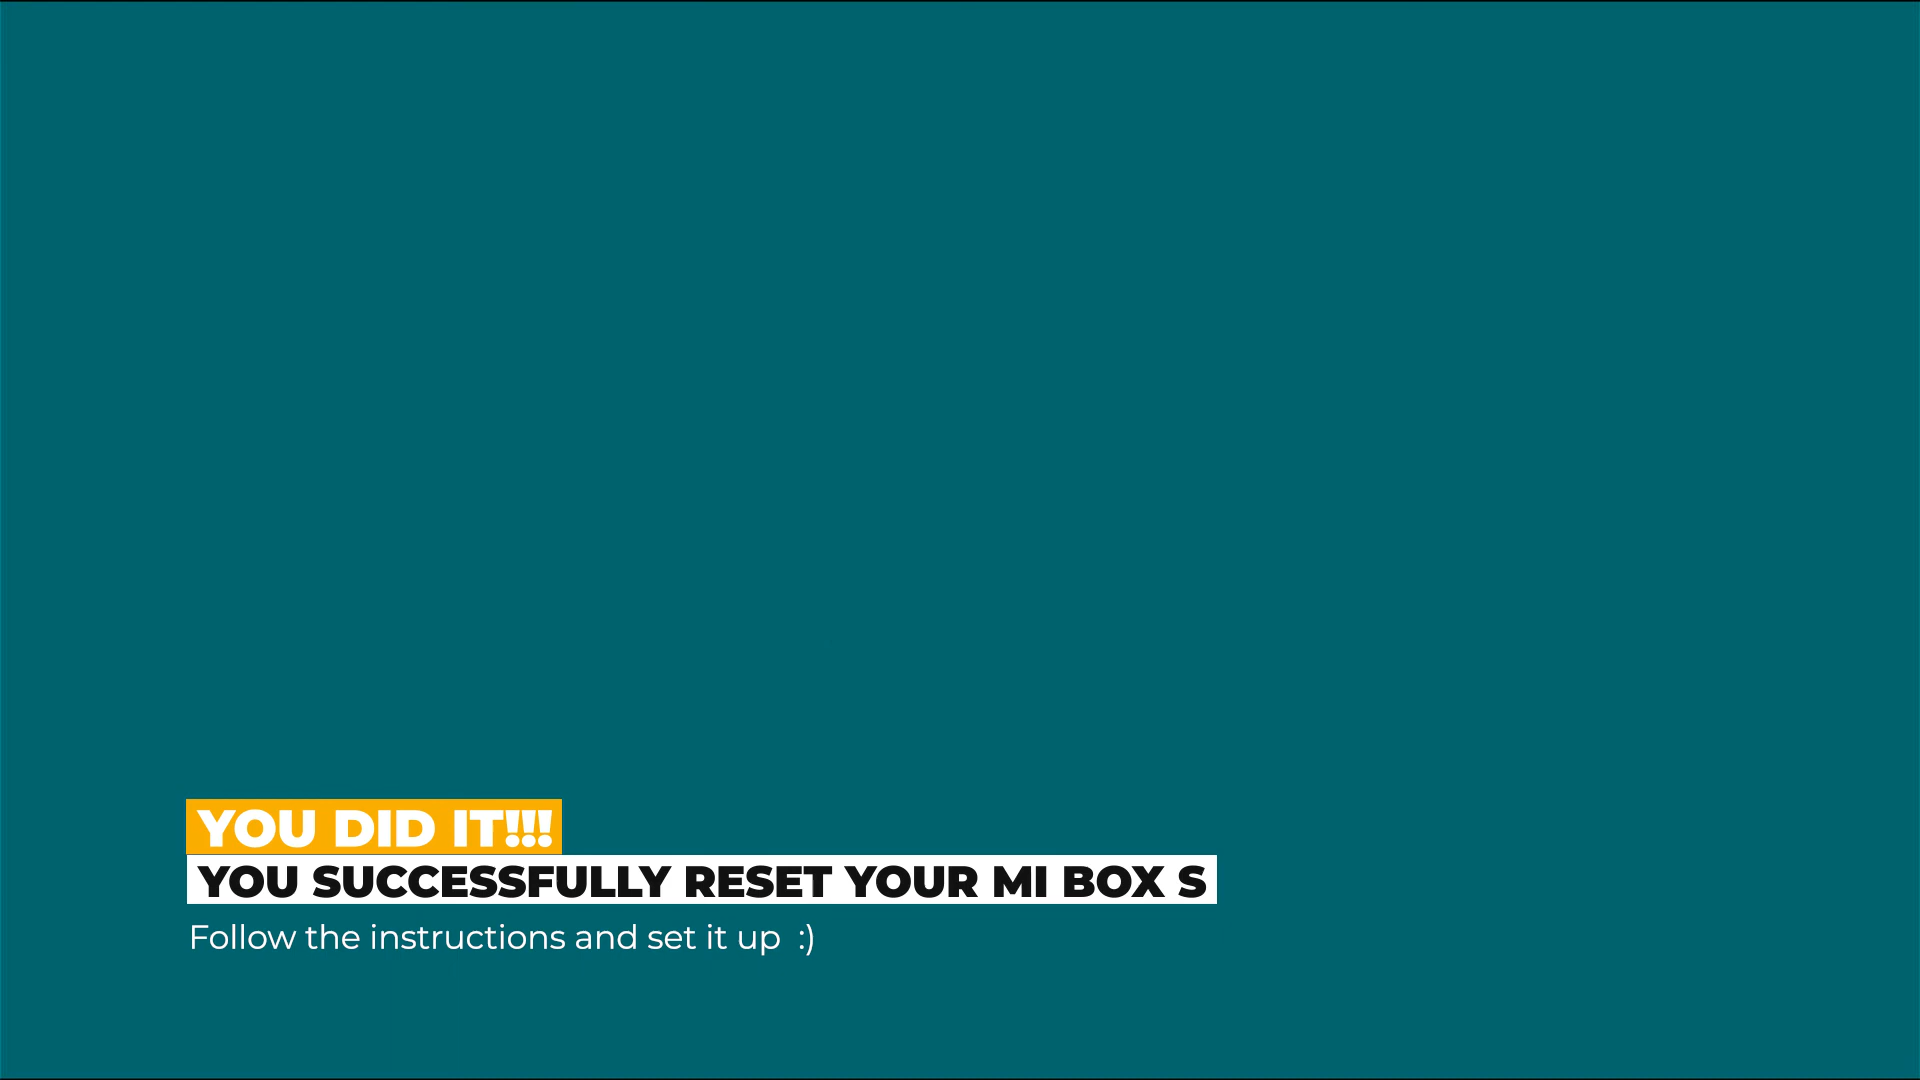 YOU DID IT!!!
YOU SUCCESSFULLY RESET YOUR MI BOX S
Follow the instructions and set it up  :)